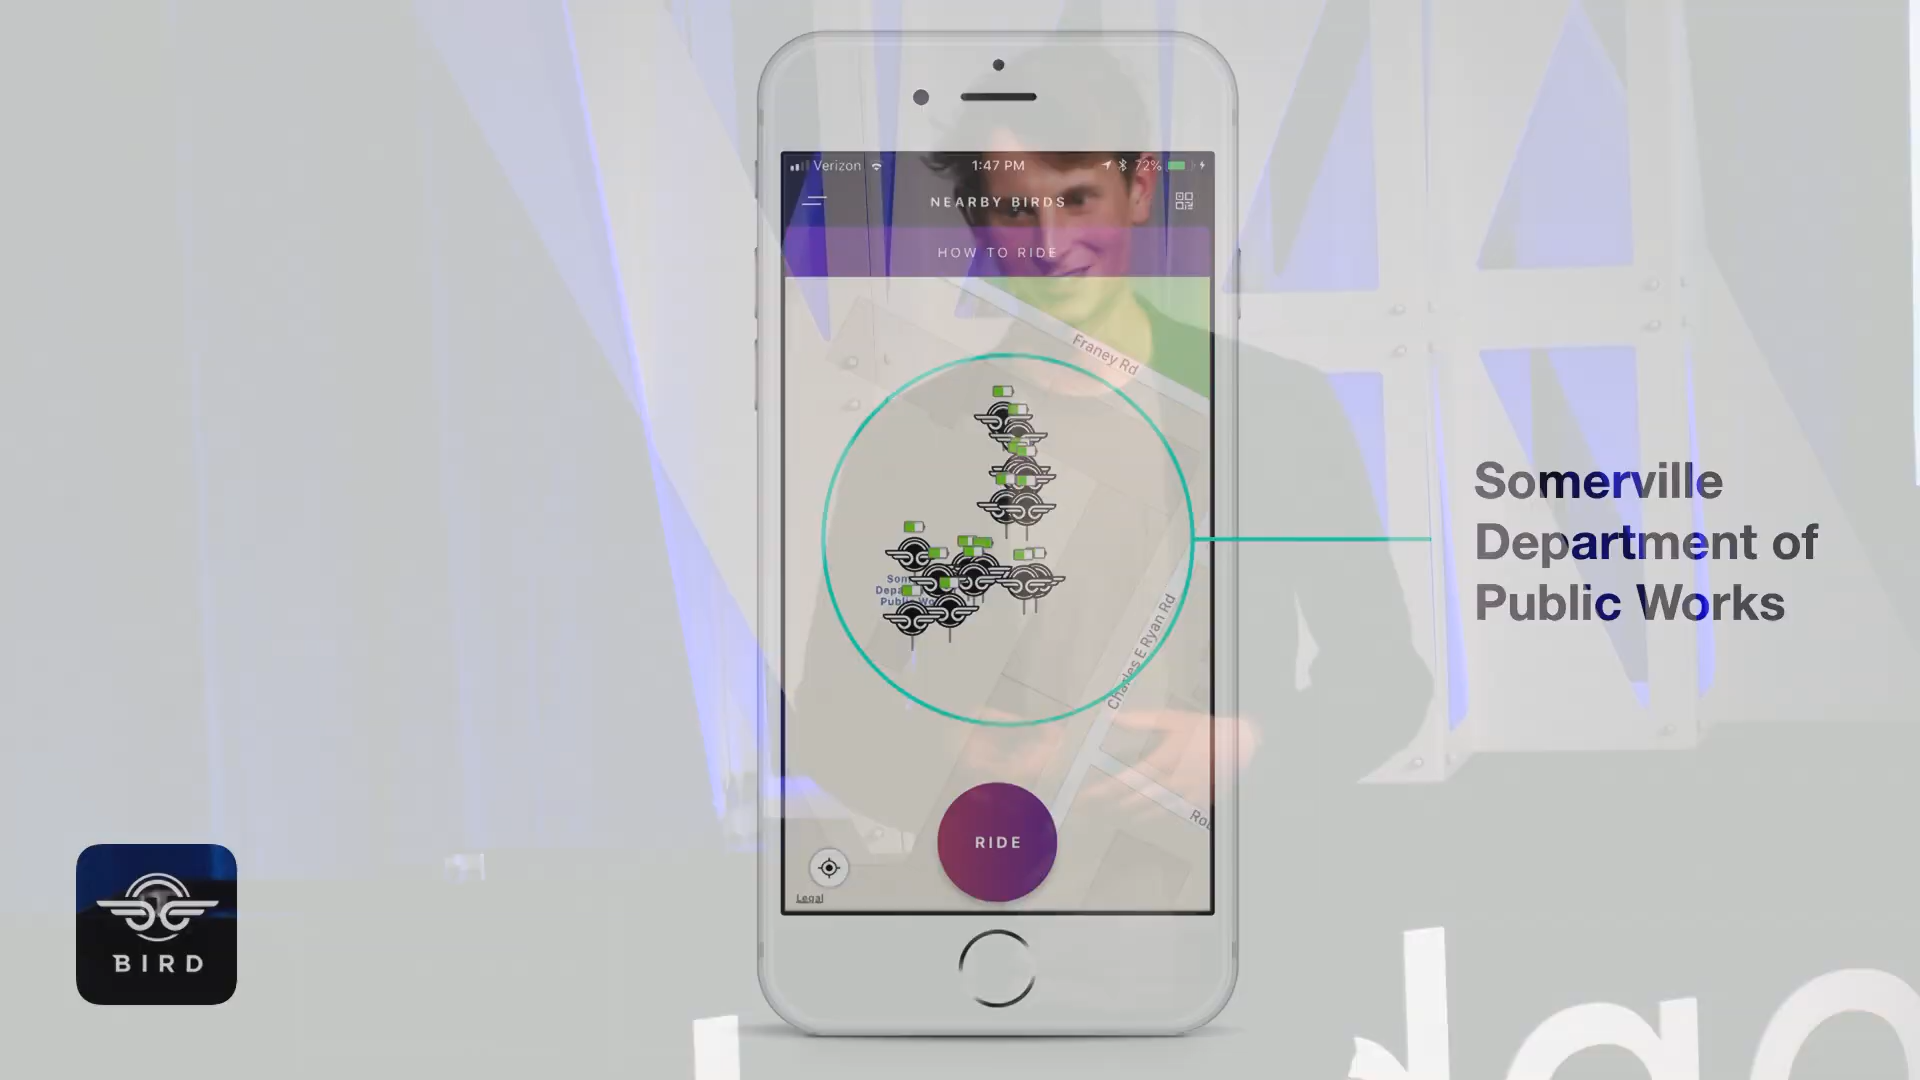 Verizon 1:47 PM 72%
NEARBY BIRDS
HOW TO RIDE
Franey Rd
Charles E Ryan Rd
RIDE
Legal
Somerville
Department of
Public Works
BIRD